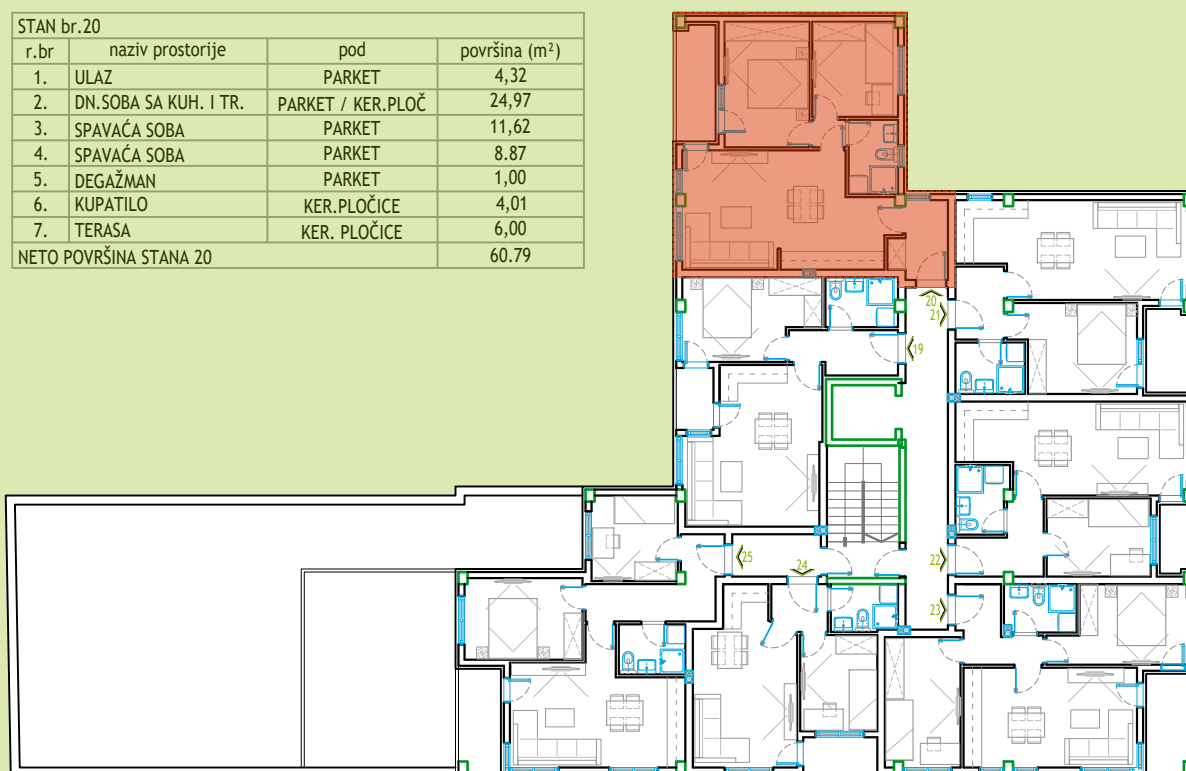 STAN br.20
r.br naziv prostorije pod površina (m²)
1. ULAZ PARKET 4,32
2. DN.SOBA SA KUH. I TR. PARKET / KER.PLOČ 24,97
3. SPAVAĆA SOBA PARKET 11,62
4. SPAVAĆA SOBA PARKET 8.87
5. DEGAŽMAN PARKET 1,00
6. KUPATILO KER.PLOČICE 4,01
7. TERASA KER. PLOČICE 6,00
NETO POVRŠINA STANA 20 60.79
20
21
19
25
24
22
23